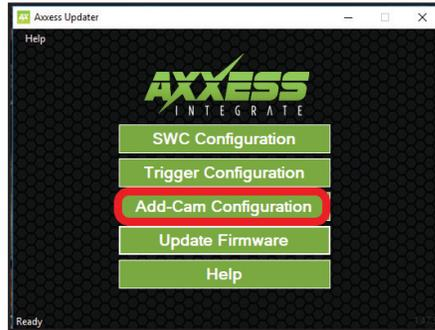 Axxess Updater
Help
AXXESS
INTEGRATE
SWC Configuration
Trigger Configuration
Add-Cam Configuration
Update Firmware
Help
Ready